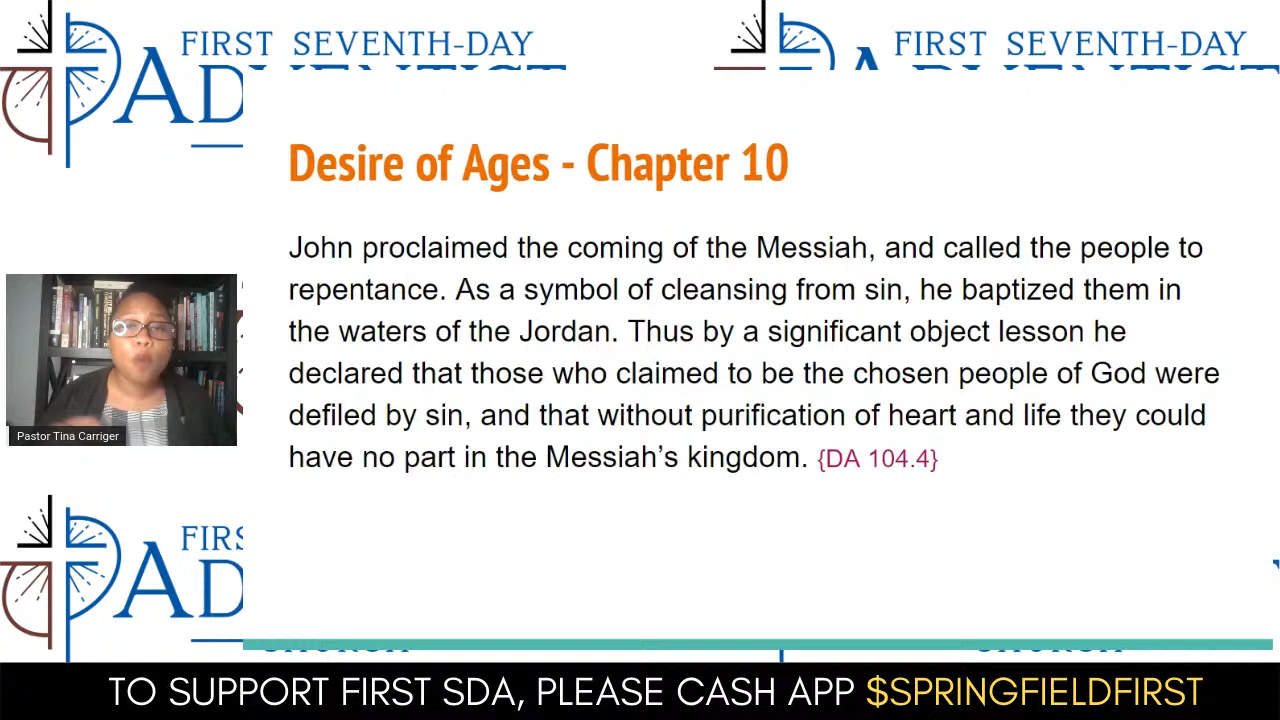 FIRST SEVENTH-DAY
FIRST SEVENTH-DAY
AD
Desire of Ages - Chapter 10
John proclaimed the coming of the Messiah, and called the people to
repentance. As a symbol of cleansing from sin, he baptized them in
the waters of the Jordan. Thus by a significant object lesson he
declared that those who claimed to be the chosen people of God were
defiled by sin, and that without purification of heart and life they could
have no part in the Messiah’s kingdom. {DA 104.4}
Pastor Tina Carriger
FIRS
AD
TO SUPPORT FIRST SDA, PLEASE CASH APP $SPRINGFIELDFIRST